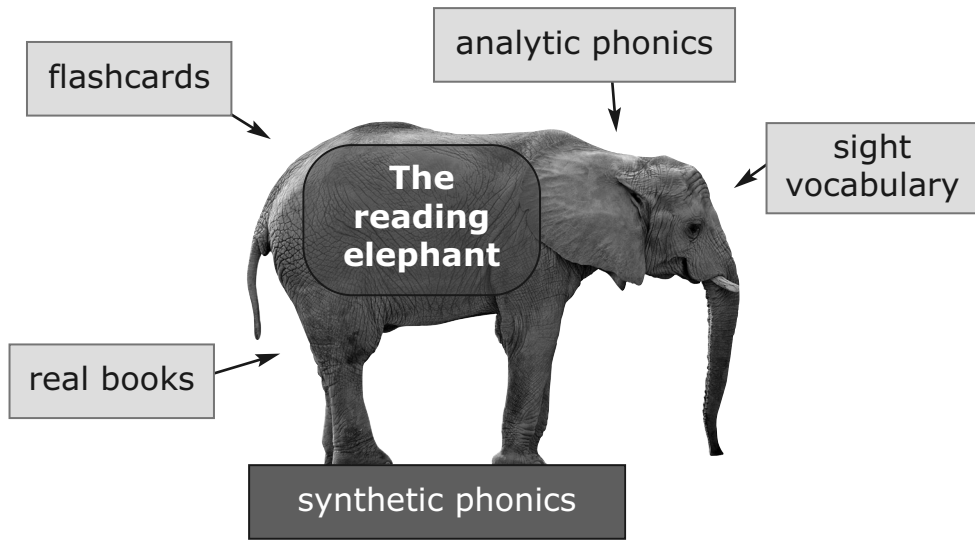 analytic phonics
flashcards
sight
vocabulary
The
reading
elephant
real books
synthetic phonics